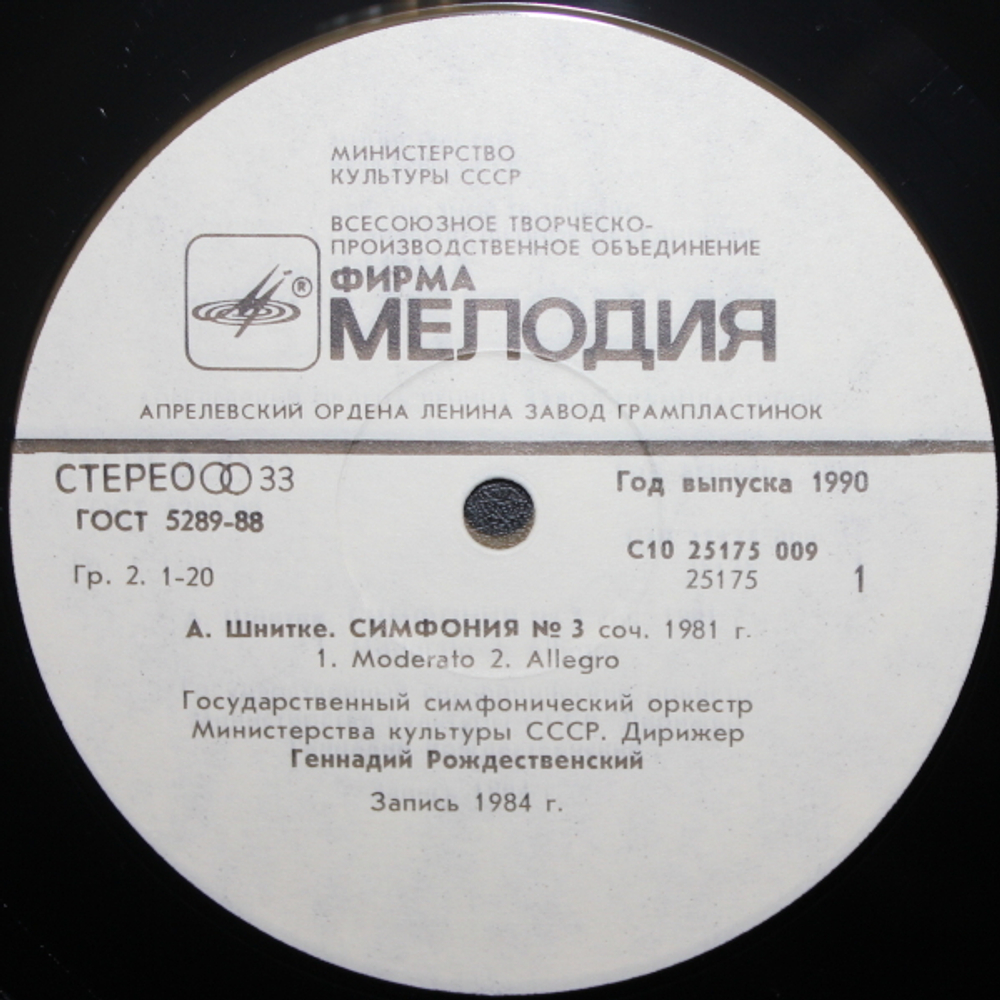 МИНИСТЕРСТВО
КУЛЬТУРЫ СССР
ВСЕСОЮЗНОЕ ТВОРЧЕСКО-
ПРОИЗВОДСТВЕННОЕ ОБЪЕДИНЕНИЕ
ФИРМА
®
МЕЛОДИЯ
АПРЕЛЕВСКИЙ ОРДЕНА ЛЕНИНА ЗАВОД ГРАМПЛАСТИНОК
СТЕРЕО 33
Год выпуска 1990
ГОСТ 5289-88
С10 25175 009
Гр. 2. 1-20
25175 1
А. Шнитке. СИМФОНИЯ № 3 соч. 1981 г.
1. Moderato 2. Allegro
Государственный симфонический оркестр
Министерства культуры СССР. Дирижер
Геннадий Рождественский
Запись 1984 г.